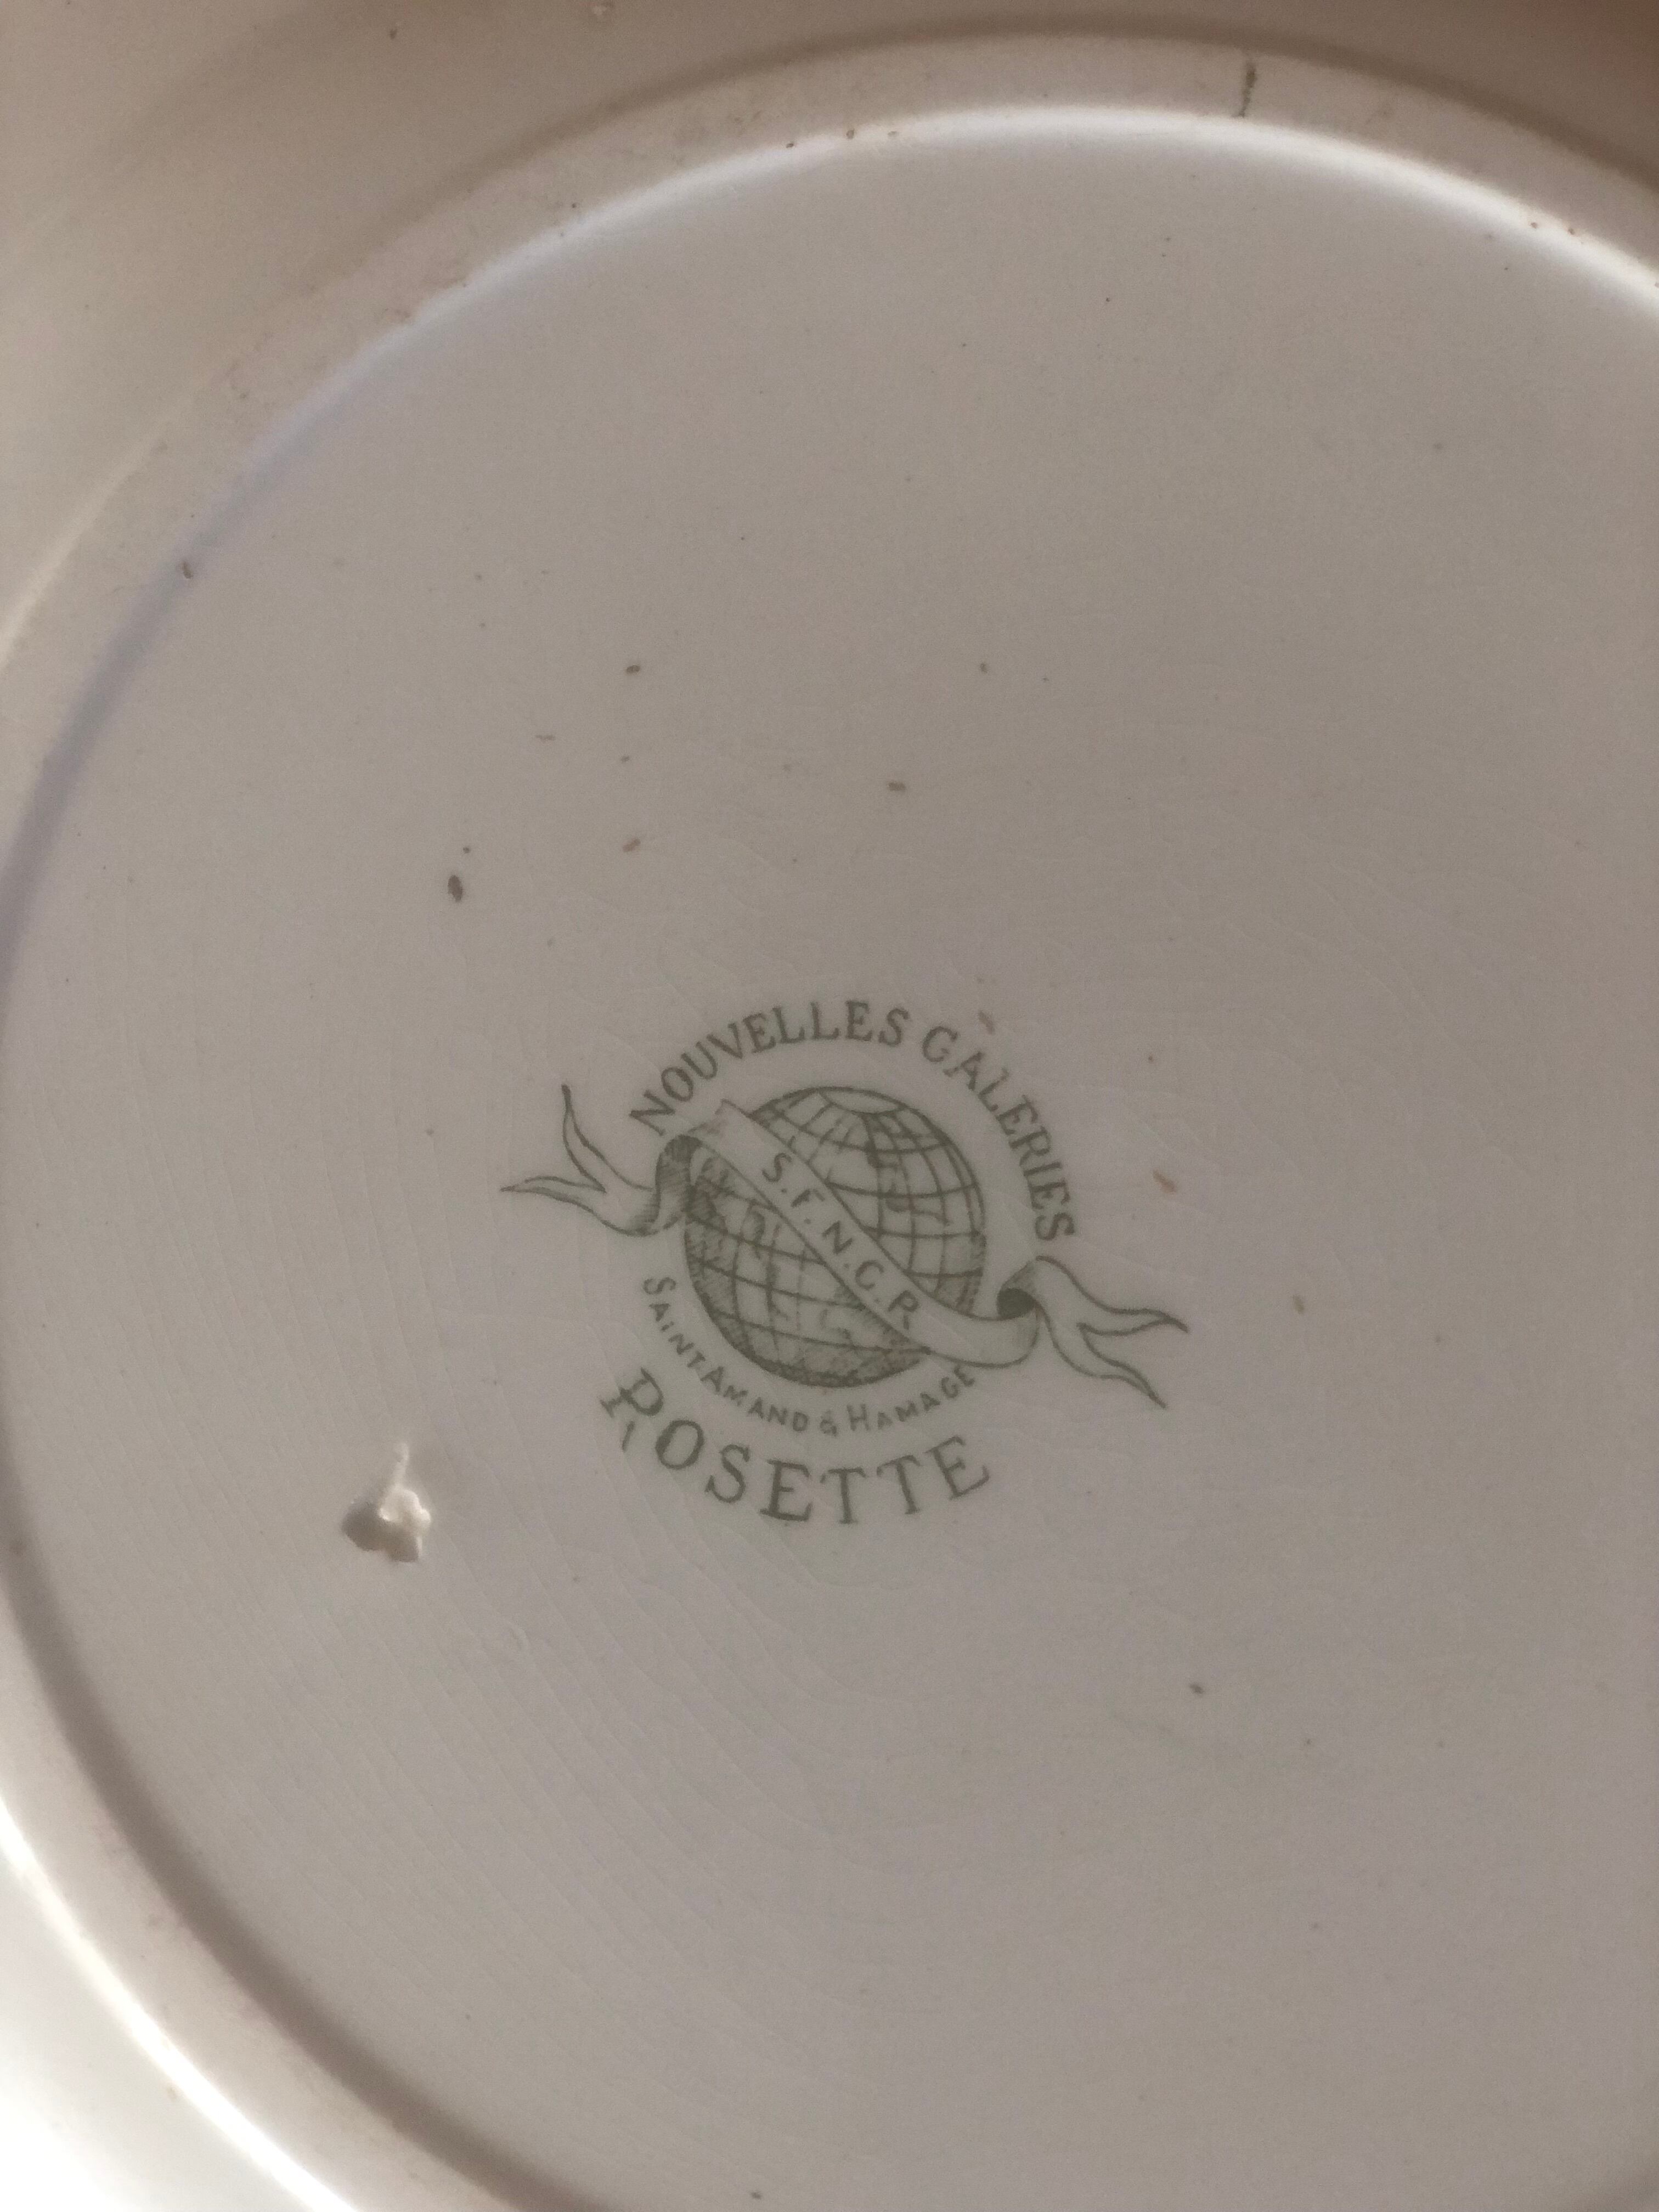 NOUVELLES GALERIES
S.F.N.G.R.
SAINT.AMAND & HAMAGE
ROSETTE